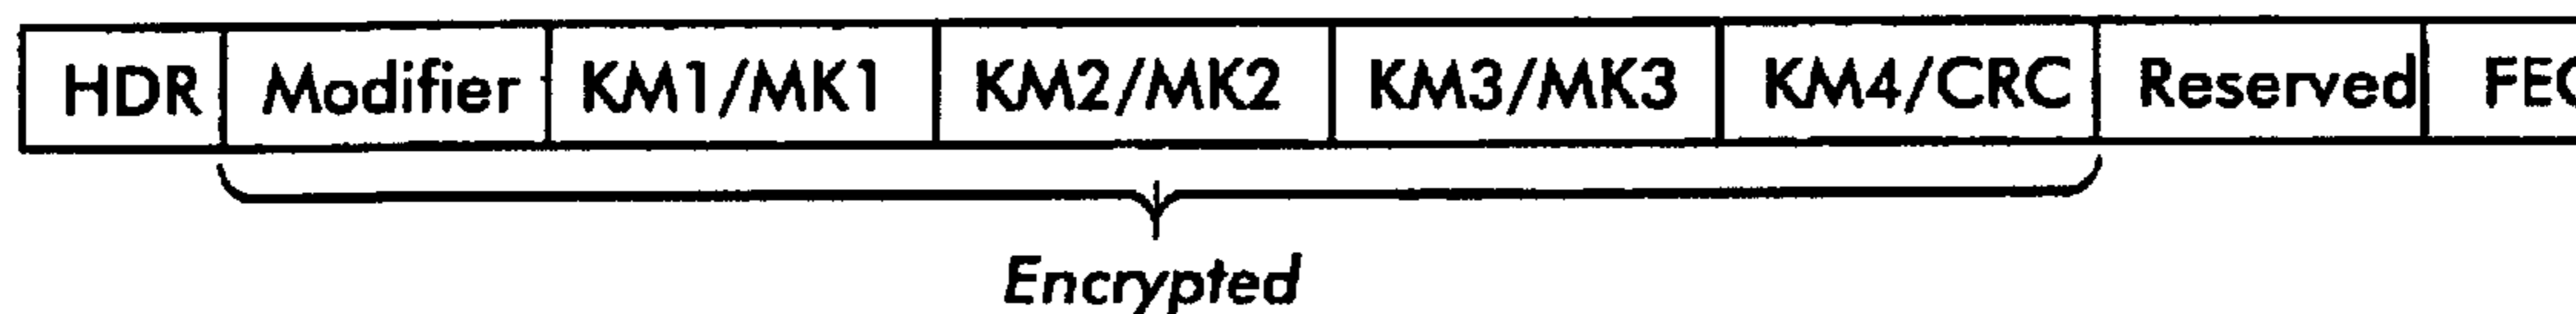 HDR Modifier KM1/MK1 KM2/MK2 KM3/MK3 KM4/CRC Reserved
Encrypted